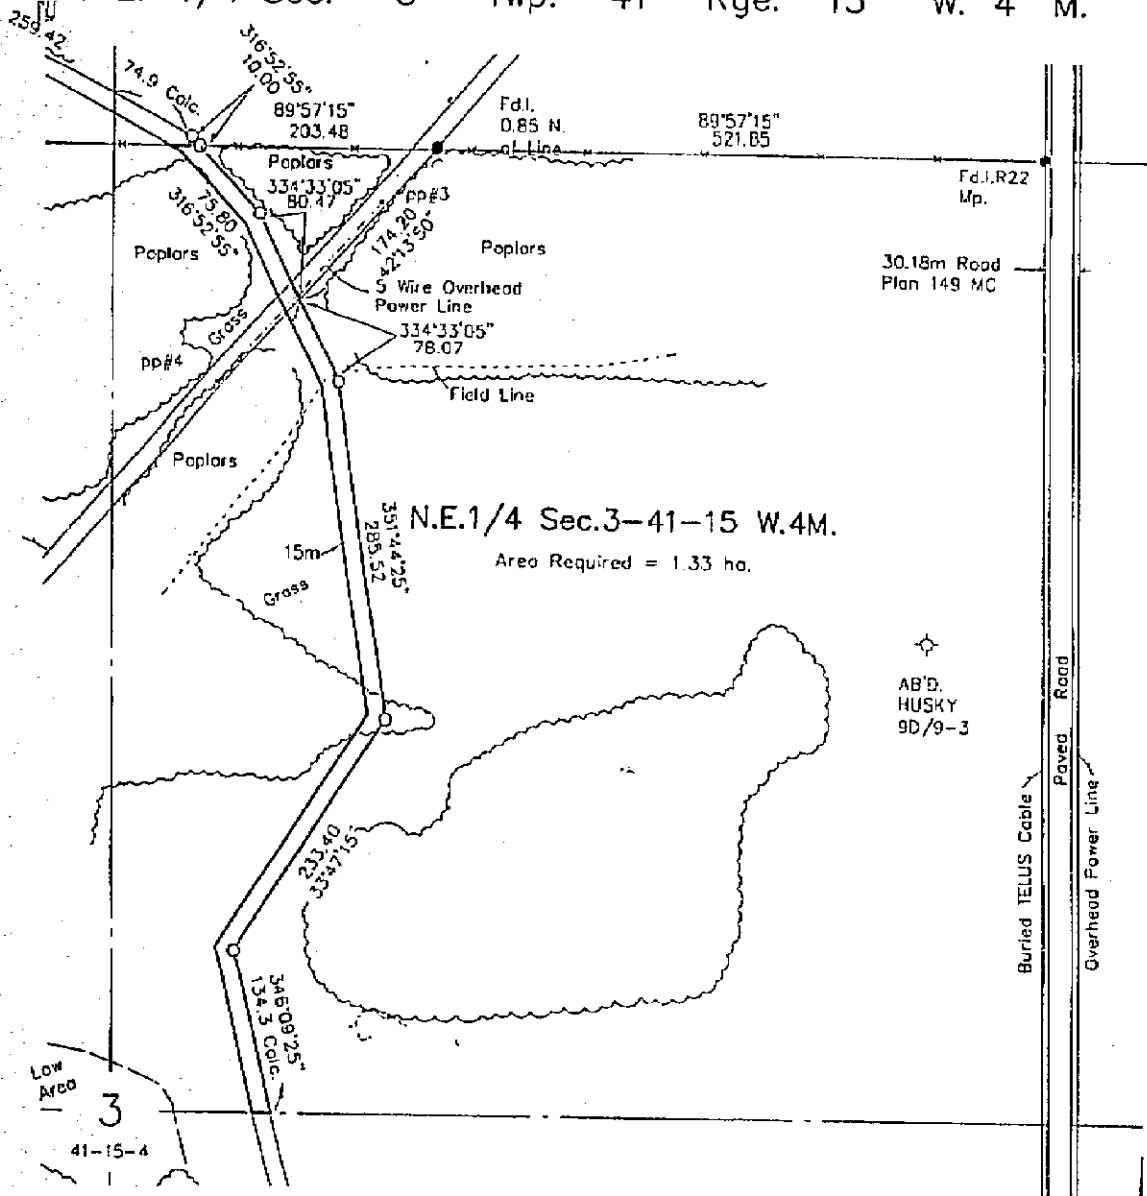 1/4 Sec. Twp. 41 Rge. 15 W. 4 M.
259.42
316°52'55"
10.00
74.9 Calc.
89°57'15"
203.48
Fd.I.
0.85 N.
of Line
89°57'15"
521.85
Fd.I.R22
Mp.
Poplars
334°33'05"
80.47
pp#3
75.80
316°52'55"
174.20
42°13'50"
Poplars
Poplars
30.18m Road
Plan 149 MC
5 Wire Overhead
Power Line
Grass
334°33'05"
78.07
pp#4
Field Line
Poplars
N.E.1/4 Sec.3-41-15 W.4M.
Area Required = 1.33 ha.
351°44'25"
285.52
15m
Grass
AB'D.
HUSKY
9D/9-3
Paved Road
Buried TELUS Cable
Overhead Power Line
233.40
33°47'15"
346°09'25"
134.3 Calc.
Low
Area
3
41-15-4